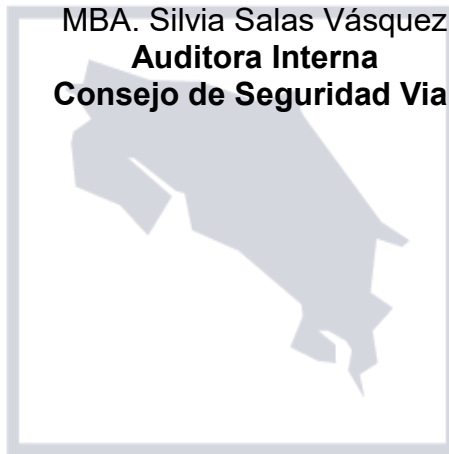 MBA. Silvia Salas Vásquez
Auditora Interna
Consejo de Seguridad Via